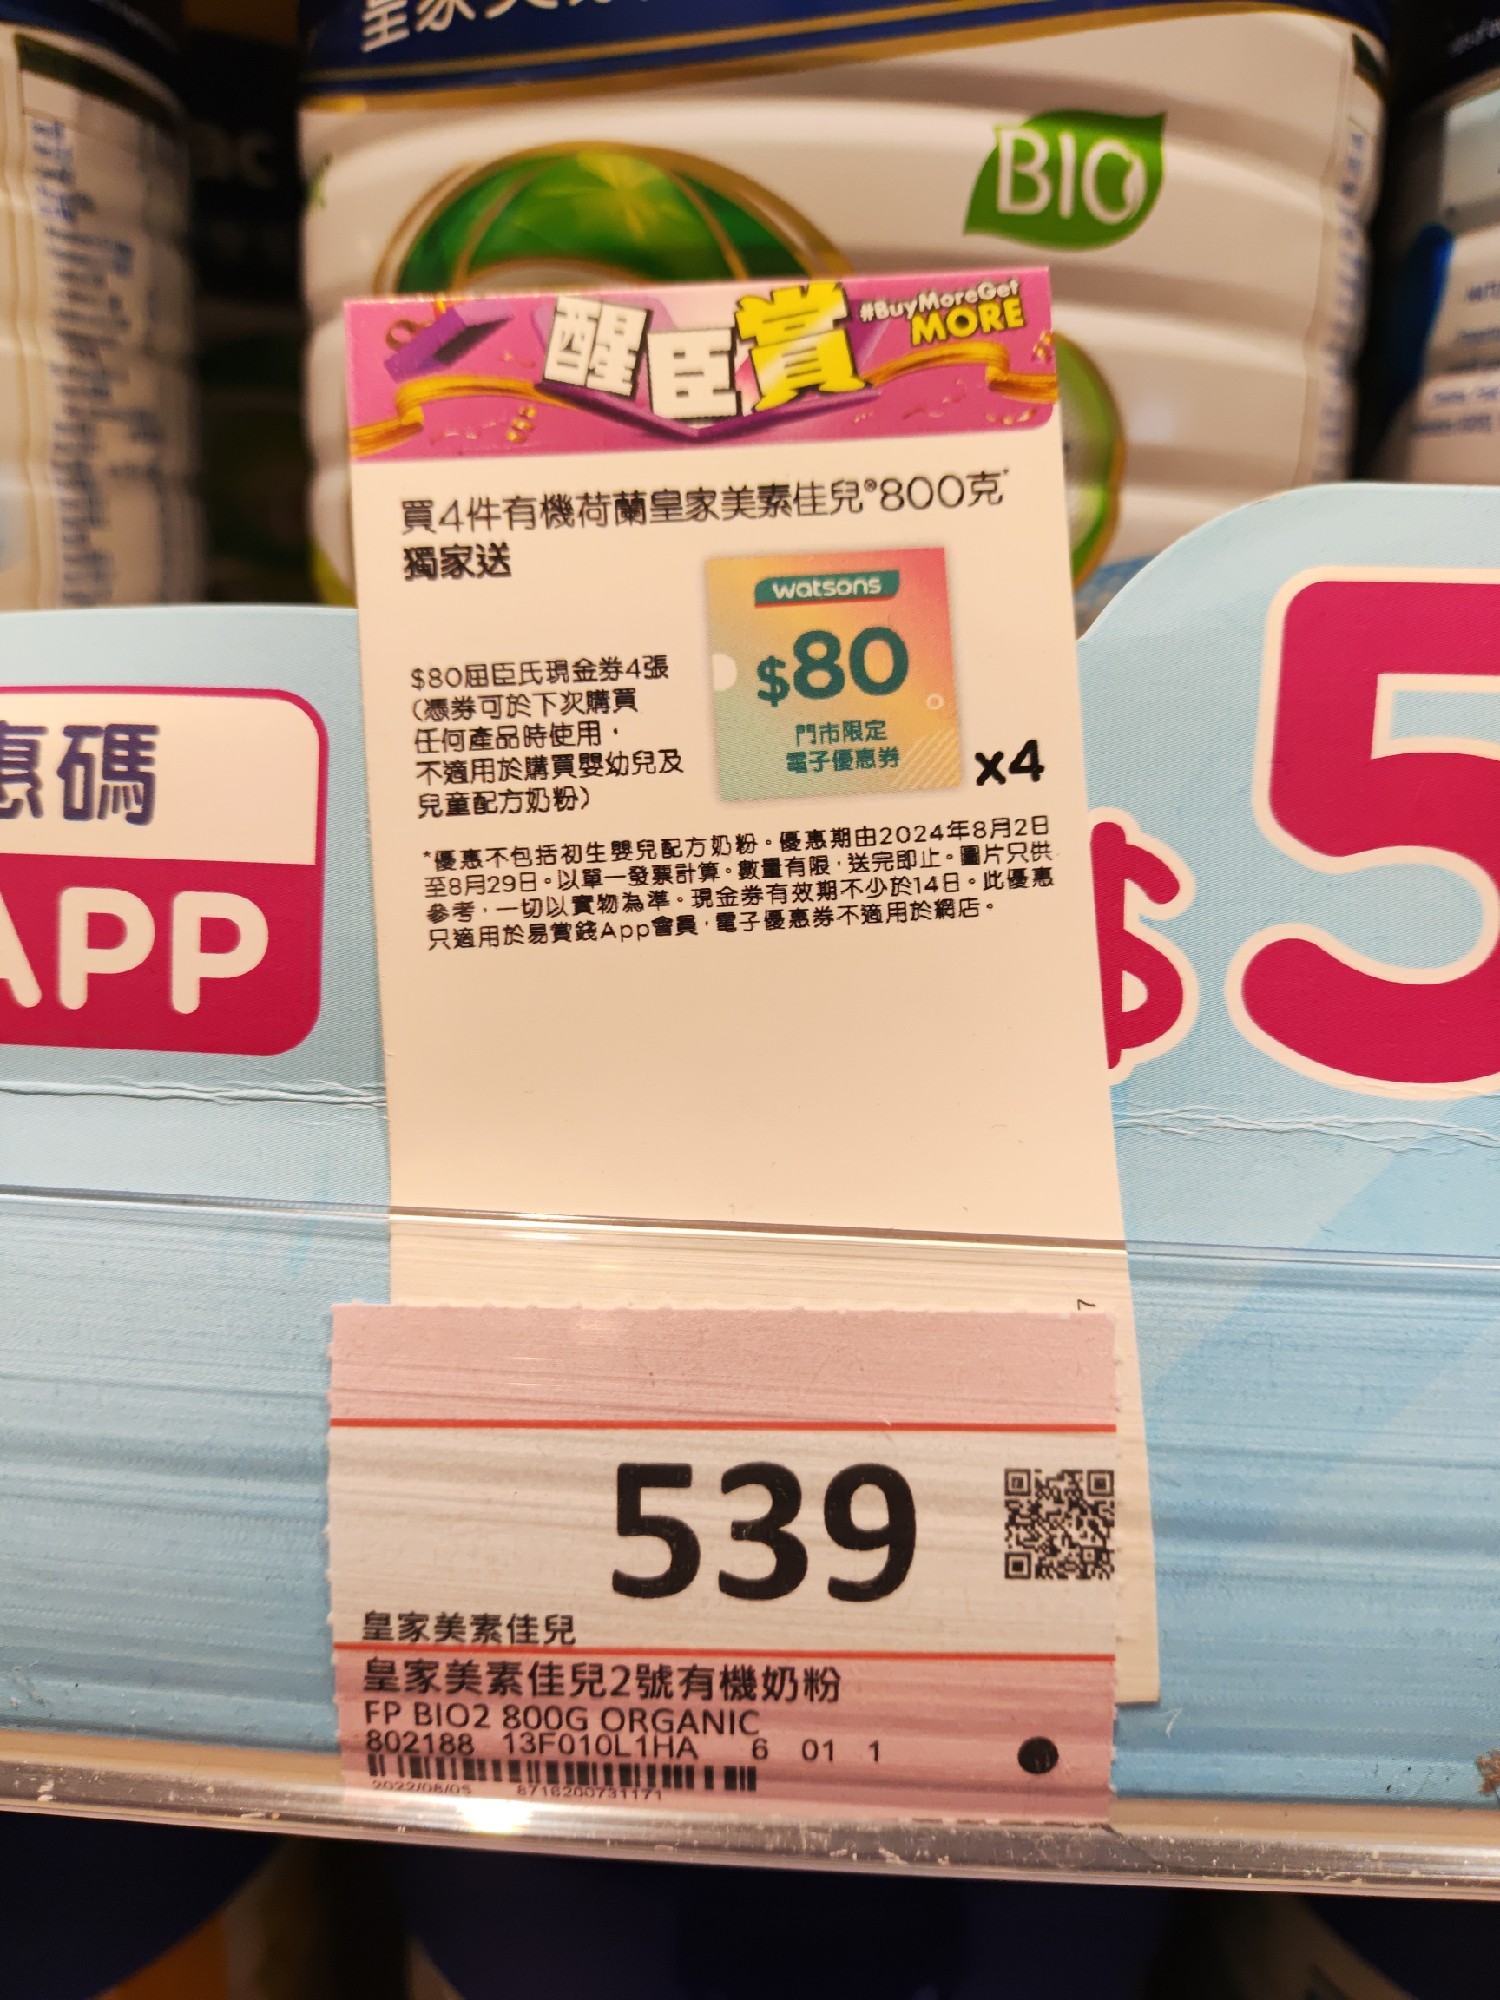 皇家美
BIO
醒臣賞
#BuyMoreGet
MORE
買4件有機荷蘭皇家美素佳兒®800克*
獨家送
watsons
$80
門市限定
電子優惠券
x4
$80屈臣氏現金券4張
(憑券可於下次購買
任何產品時使用，
不適用於購買嬰幼兒及
兒童配方奶粉)
*優惠不包括初生嬰兒配方奶粉。優惠期由2024年8月2日
至8月29日。以單一發票計算。數量有限，送完即止。圖片只供
參考，一切以實物為準。現金券有效期不少於14日。此優惠
只適用於易賞錢App會員，電子優惠券不適用於網店。
惠碼
APP
$5
7
539
皇家美素佳兒
皇家美素佳兒2號有機奶粉
FP BIO2 800G ORGANIC
802188 13F010L1HA 6 01 1
2022/08/05 8716200731171